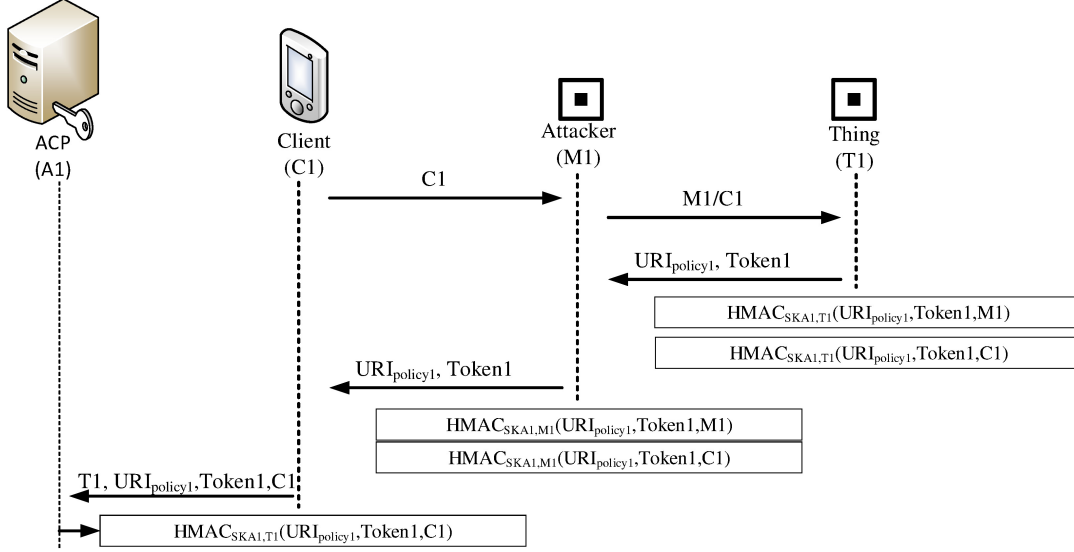 ACP
(A1)
Client
(C1)
Attacker
(M1)
Thing
(T1)
C1
M1/C1
URIpolicy1, Token1
HMACSKA1,T1(URIpolicy1,Token1,M1)
HMACSKA1,T1(URIpolicy1,Token1,C1)
URIpolicy1, Token1
HMACSKA1,M1(URIpolicy1,Token1,M1)
HMACSKA1,M1(URIpolicy1,Token1,C1)
T1, URIpolicy1,Token1,C1
HMACSKA1,T1(URIpolicy1,Token1,C1)